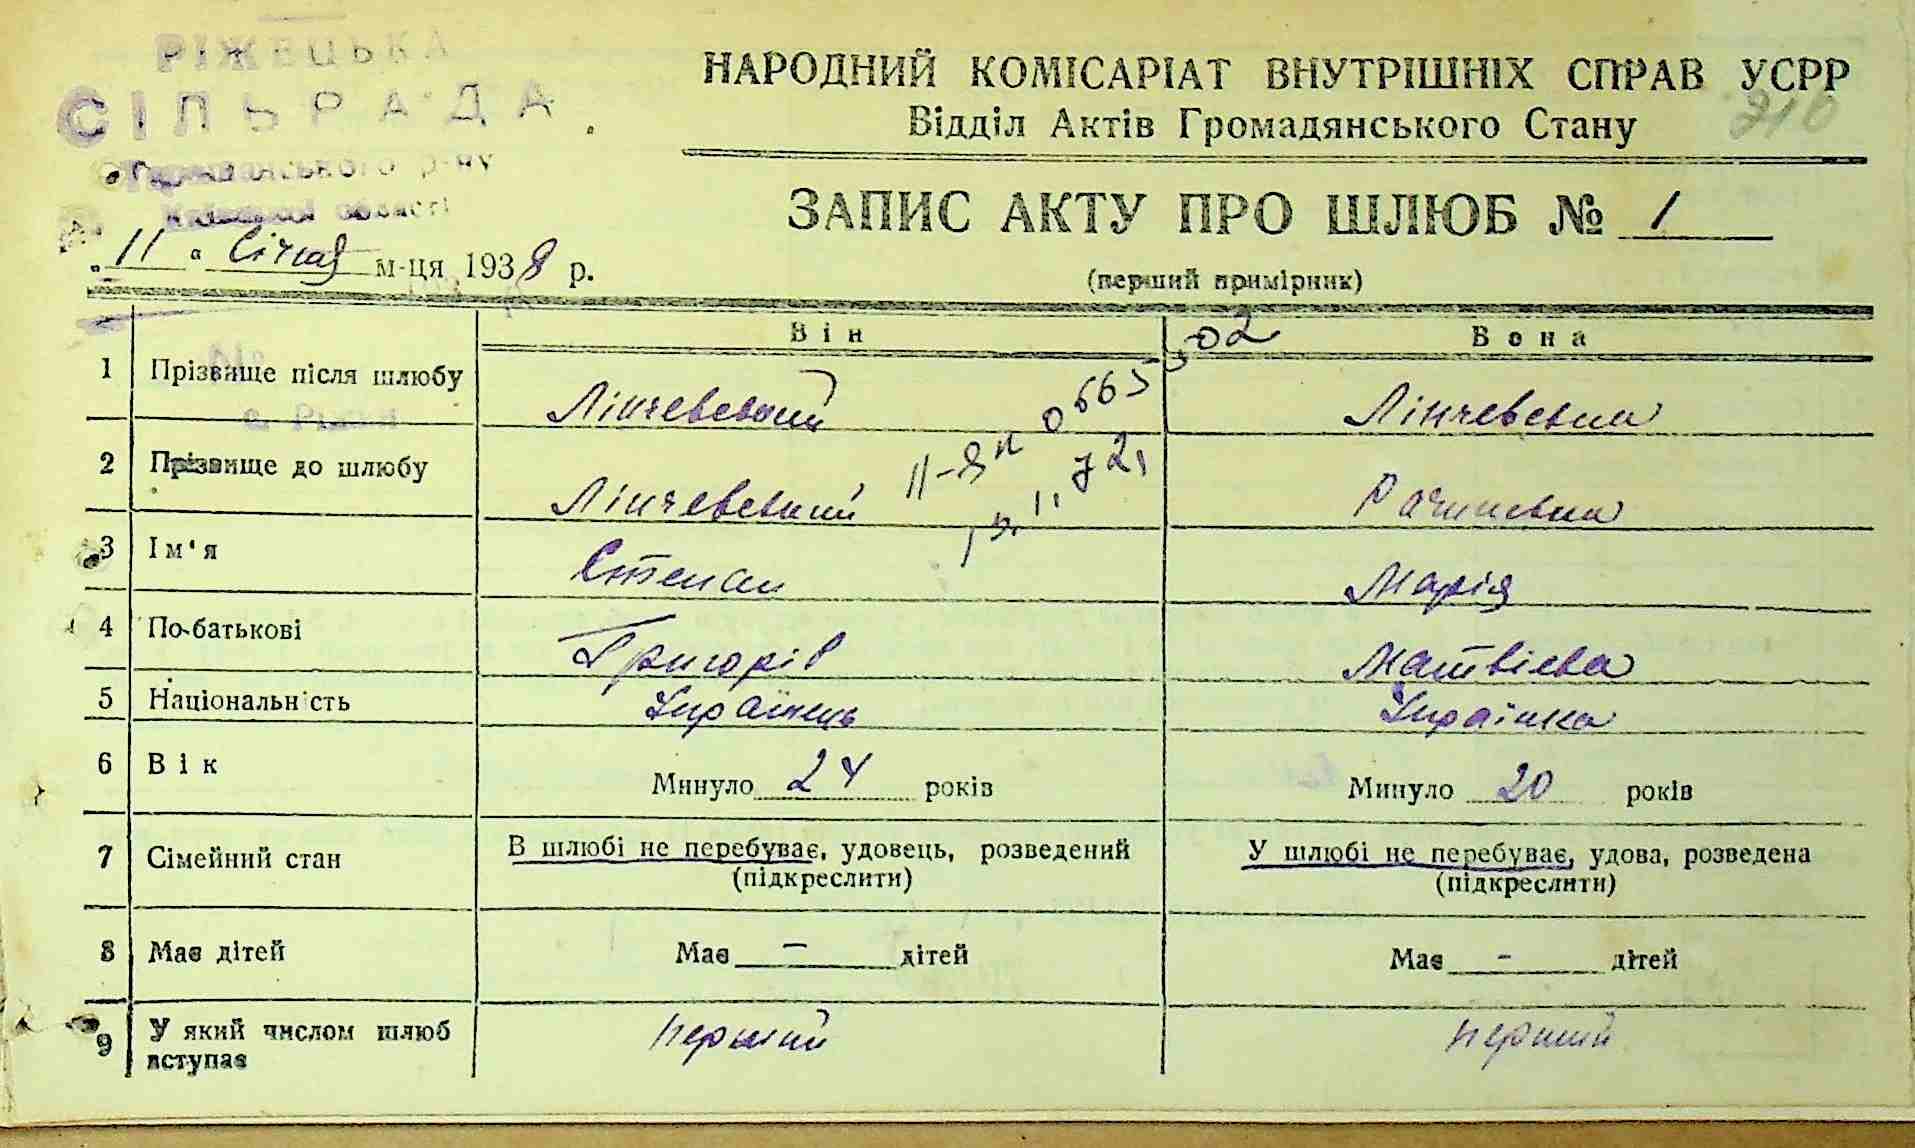 РІЖЕЦЬКА
СІЛЬРАДА
р-ну
області
НАРОДНИЙ КОМІСАРІАТ ВНУТРІШНІХ СПРАВ УСРР
Відділ Актів Громадянського Стану
210
ЗАПИС АКТУ ПРО ШЛЮБ № 1
(перший примірник)
„11“ Січня м-ця 1938 р.
Він Вона
1 Прізвище після шлюбу Лінчевський Лінчевська
2 Прізвище до шлюбу Лінчевський
3 Ім'я Степан Марія
4 По-батькові Григорів Матвієва
5 Національність Українець Українка
6 Вік Минуло 24 років Минуло 20 років
7 Сімейний стан В шлюбі не перебуває, удовець, розведений У шлюбі не перебуває, удова, розведена
(підкреслити) (підкреслити)
8 Має дітей Має – дітей Має – дітей
9 У який числом шлюб вступає перший перший